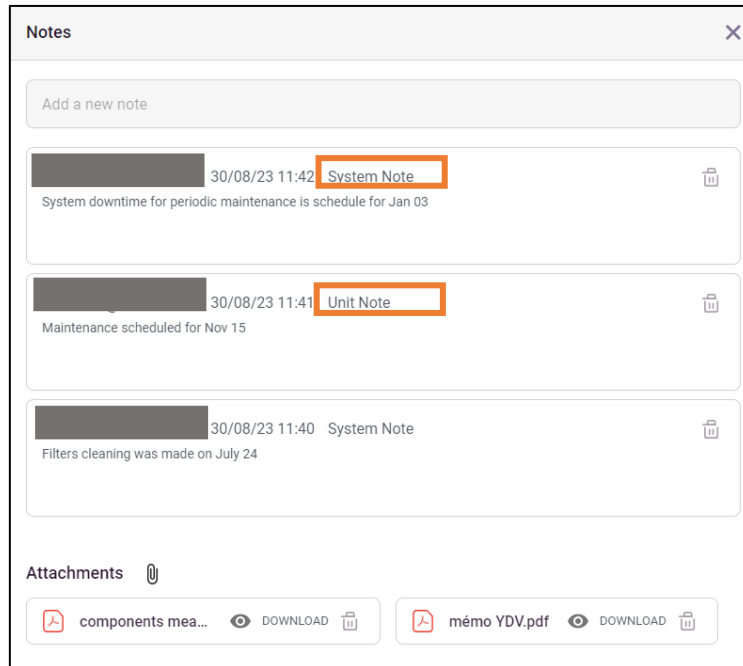 Notes
Add a new note
30/08/23 11:42 System Note
System downtime for periodic maintenance is schedule for Jan 03
30/08/23 11:41 Unit Note
Maintenance scheduled for Nov 15
30/08/23 11:40 System Note
Filters cleaning was made on July 24
Attachments
components mea... DOWNLOAD mémo YDV.pdf DOWNLOAD